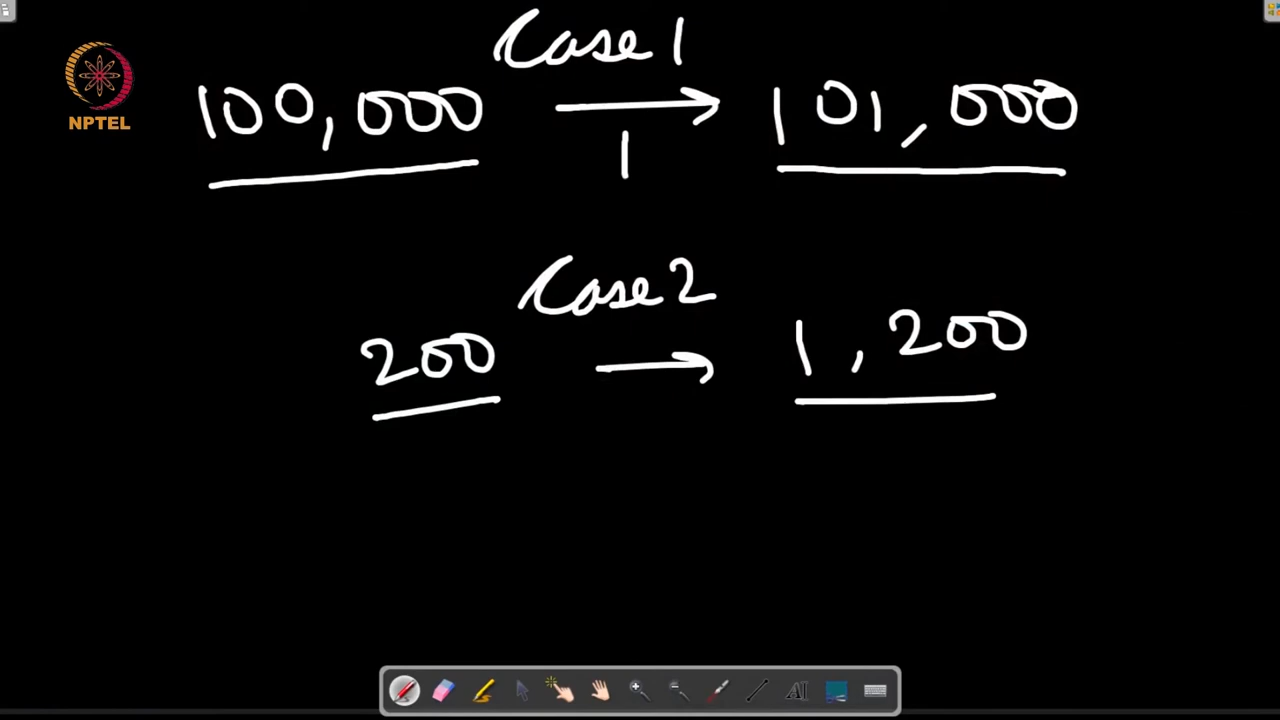 Case 1
100,000 → 101,000
1
NPTEL
Case 2
200 → 1,200